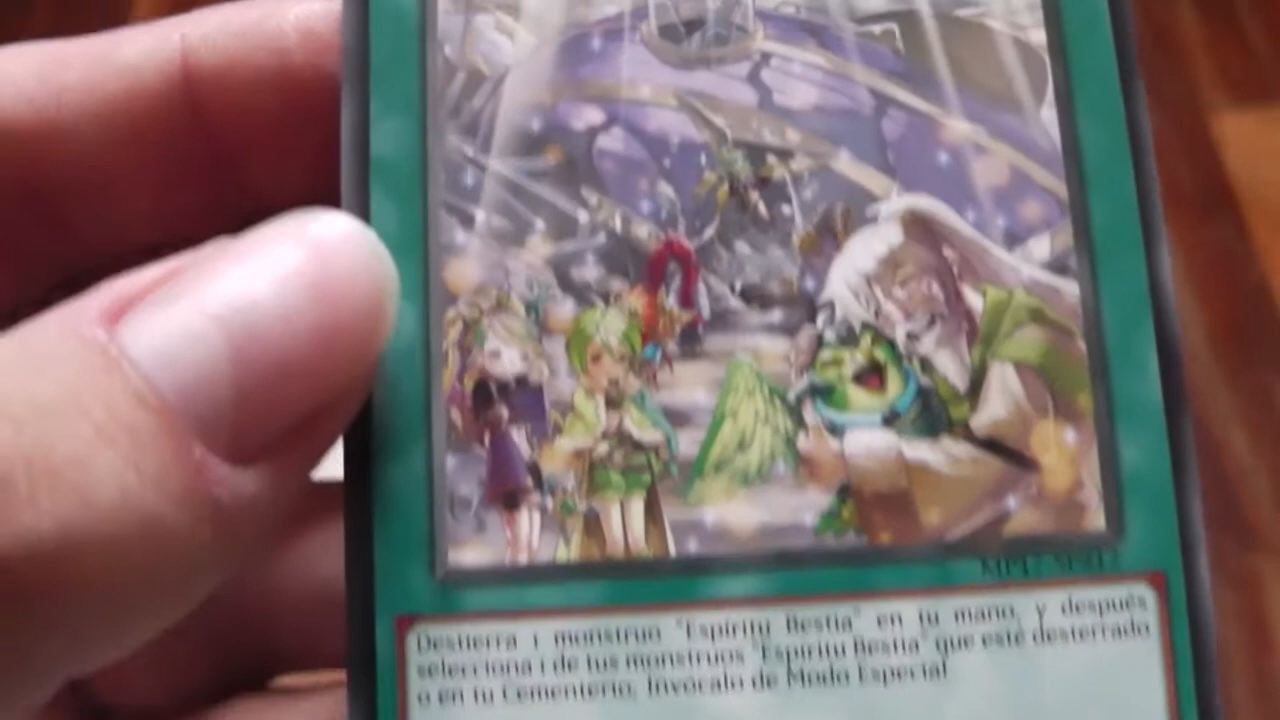 Destierra 1 monstruo "Espíritu Bestia" en tu mano, y después
selecciona 1 de tus monstruos "Espíritu Bestia" que esté desterrado
o en tu Cementerio; Invócalo de Modo Especial